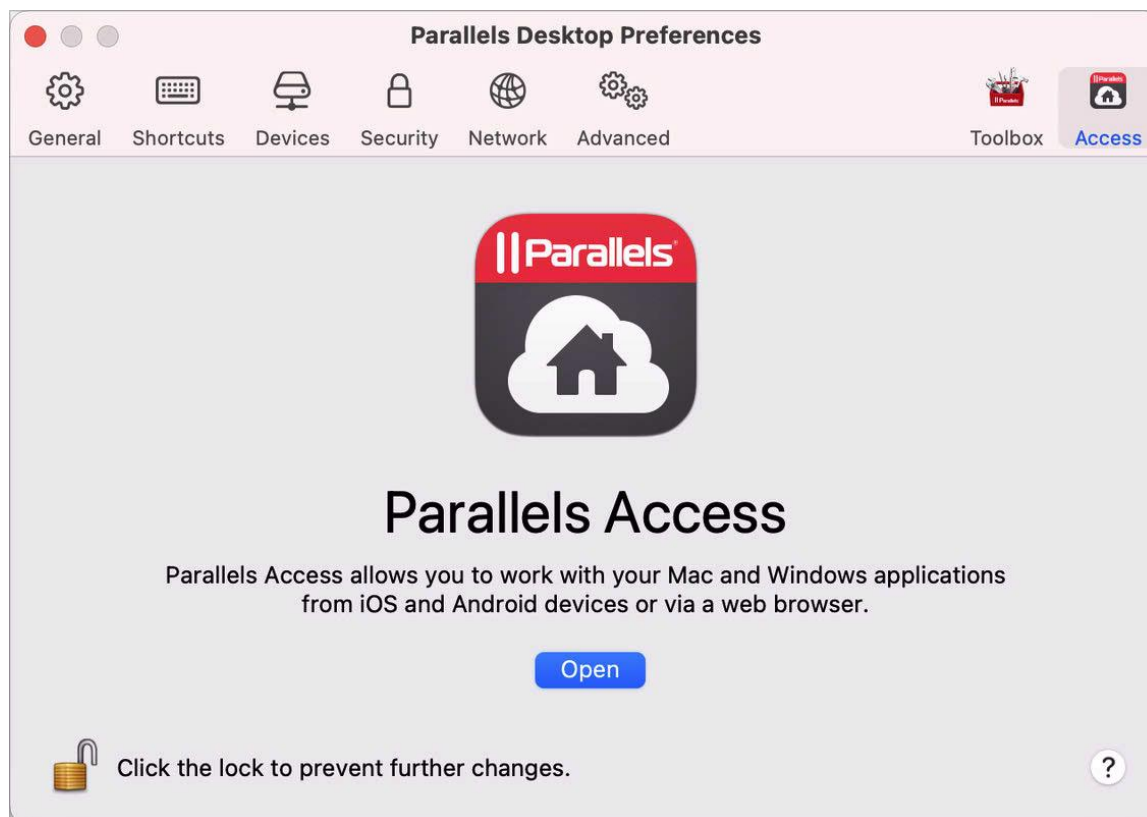 Parallels Desktop Preferences
General Shortcuts Devices Security Network Advanced Toolbox Access
||Parallels®
Parallels Access
Parallels Access allows you to work with your Mac and Windows applications
from iOS and Android devices or via a web browser.
Open
Click the lock to prevent further changes.
?